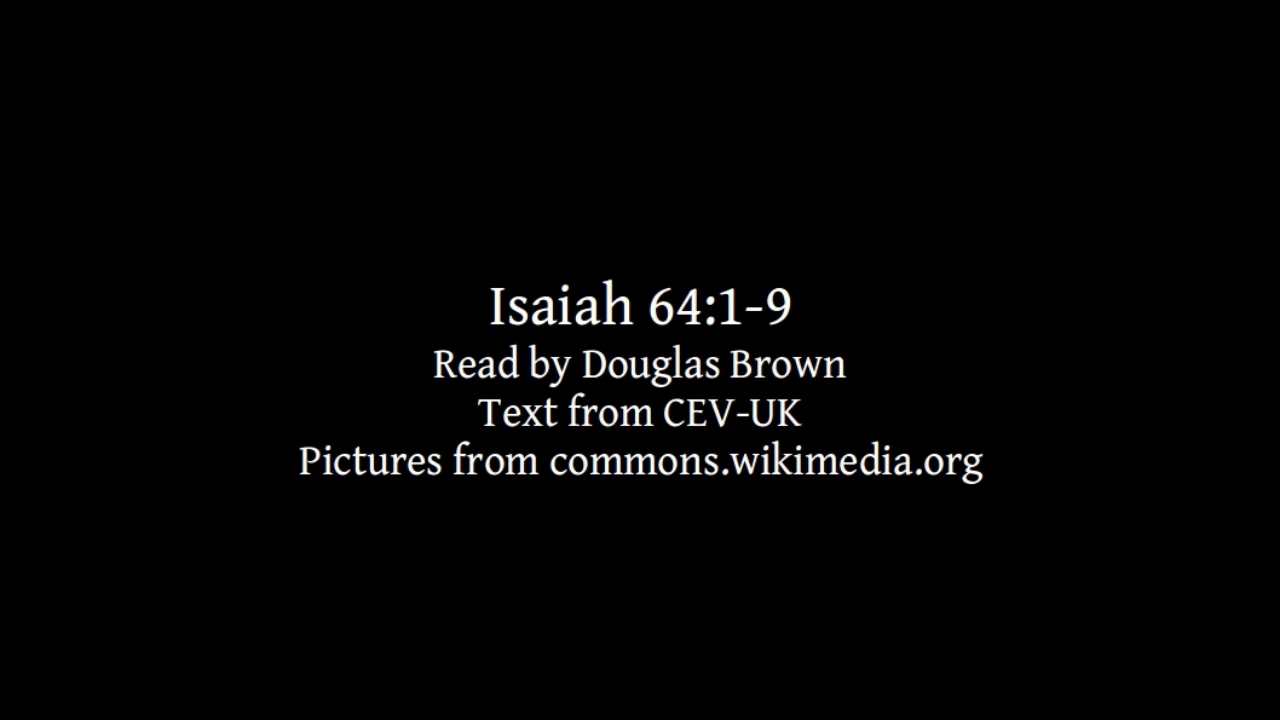 Isaiah 64:1-9
Read by Douglas Brown
Text from CEV-UK
Pictures from commons.wikimedia.org